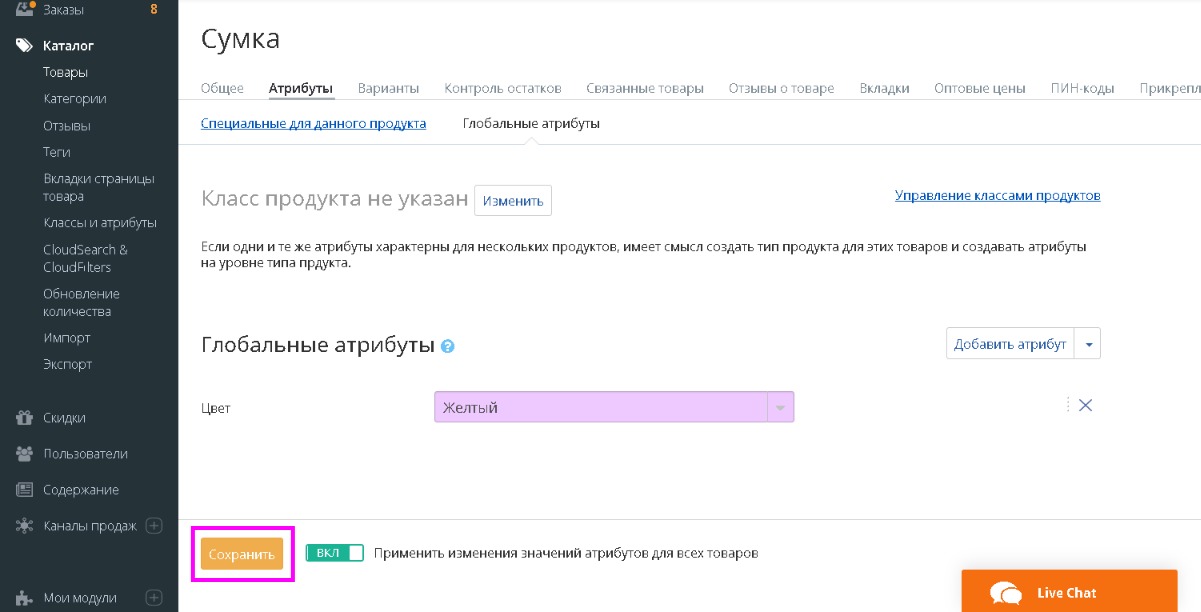 Заказы 8
Каталог
Товары
Категории
Отзывы
Теги
Вкладки страницы
товара
Классы и атрибуты
CloudSearch &
CloudFilters
Обновление
количества
Импорт
Экспорт
Скидки
Пользователи
Содержание
Каналы продаж
Мои модули
Сумка
Общее Атрибуты Варианты Контроль остатков Связанные товары Отзывы о товаре Вкладки Оптовые цены ПИН-коды Прикрепл
Специальные для данного продукта Глобальные атрибуты
Класс продукта не указан Изменить Управление классами продуктов
Если одни и те же атрибуты характерны для нескольких продуктов, имеет смысл создать тип продукта для этих товаров и создавать атрибуты
на уровне типа прдукта.
Глобальные атрибуты ? Добавить атрибут
Цвет Желтый
Сохранить ВКЛ Применить изменения значений атрибутов для всех товаров
Live Chat